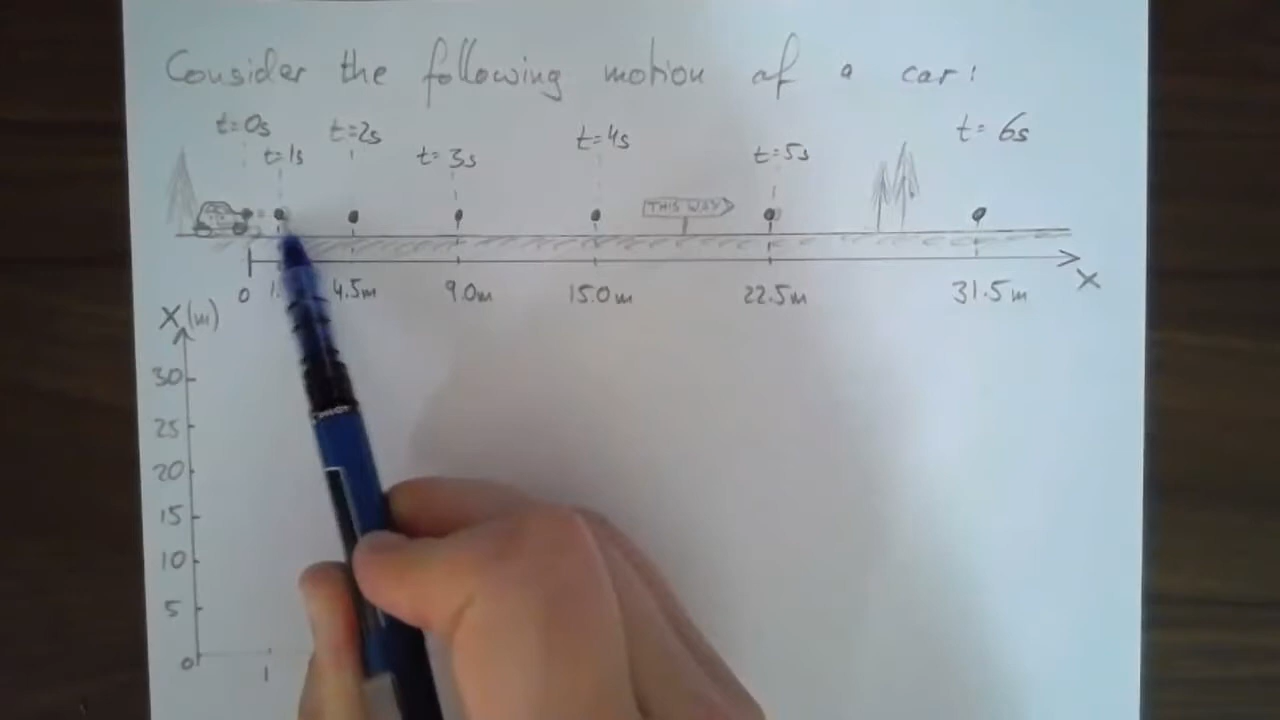 Consider the following motion of a car:
t=0s t=2s t=4s t=6s
t=1s t=3s t=5s
THIS WAY
0 1. 4.5m 9.0m 15.0m 22.5m 31.5m X
X(m)
30
25
20
15
10
5
0
1